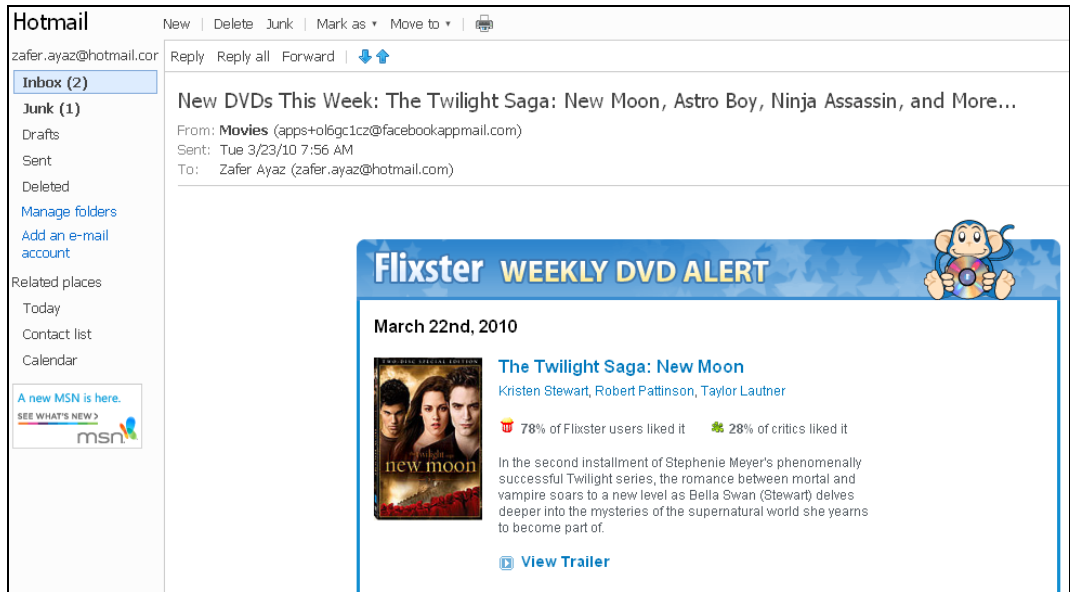 Hotmail
New | Delete Junk | Mark as Move to |
zafer.ayaz@hotmail.cor
Reply Reply all Forward |
Inbox (2)
Junk (1)
Drafts
Sent
Deleted
Manage folders
Add an e-mail
account
Related places
Today
Contact list
Calendar
A new MSN is here.
SEE WHAT'S NEW >
msn
New DVDs This Week: The Twilight Saga: New Moon, Astro Boy, Ninja Assassin, and More...
From: Movies (apps+ol6gc1cz@facebookappmail.com)
Sent: Tue 3/23/10 7:56 AM
To: Zafer Ayaz (zafer.ayaz@hotmail.com)
Flixster WEEKLY DVD ALERT
March 22nd, 2010
TWO-DISC SPECIAL EDITION
the twilight saga
new moon
The Twilight Saga: New Moon
Kristen Stewart, Robert Pattinson, Taylor Lautner
78% of Flixster users liked it 28% of critics liked it
In the second installment of Stephenie Meyer's phenomenally
successful Twilight series, the romance between mortal and
vampire soars to a new level as Bella Swan (Stewart) delves
deeper into the mysteries of the supernatural world she yearns
to become part of.
View Trailer